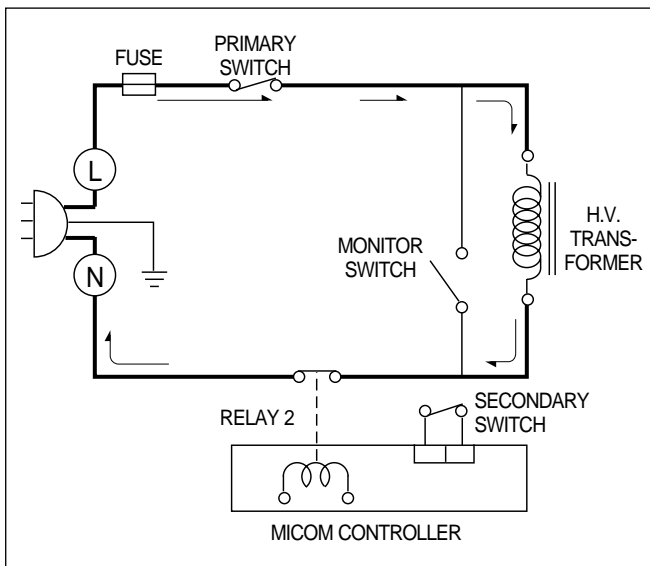 FUSE
PRIMARY
SWITCH
L
N
MONITOR
SWITCH
H.V.
TRANS-
FORMER
RELAY 2
SECONDARY
SWITCH
MICOM CONTROLLER